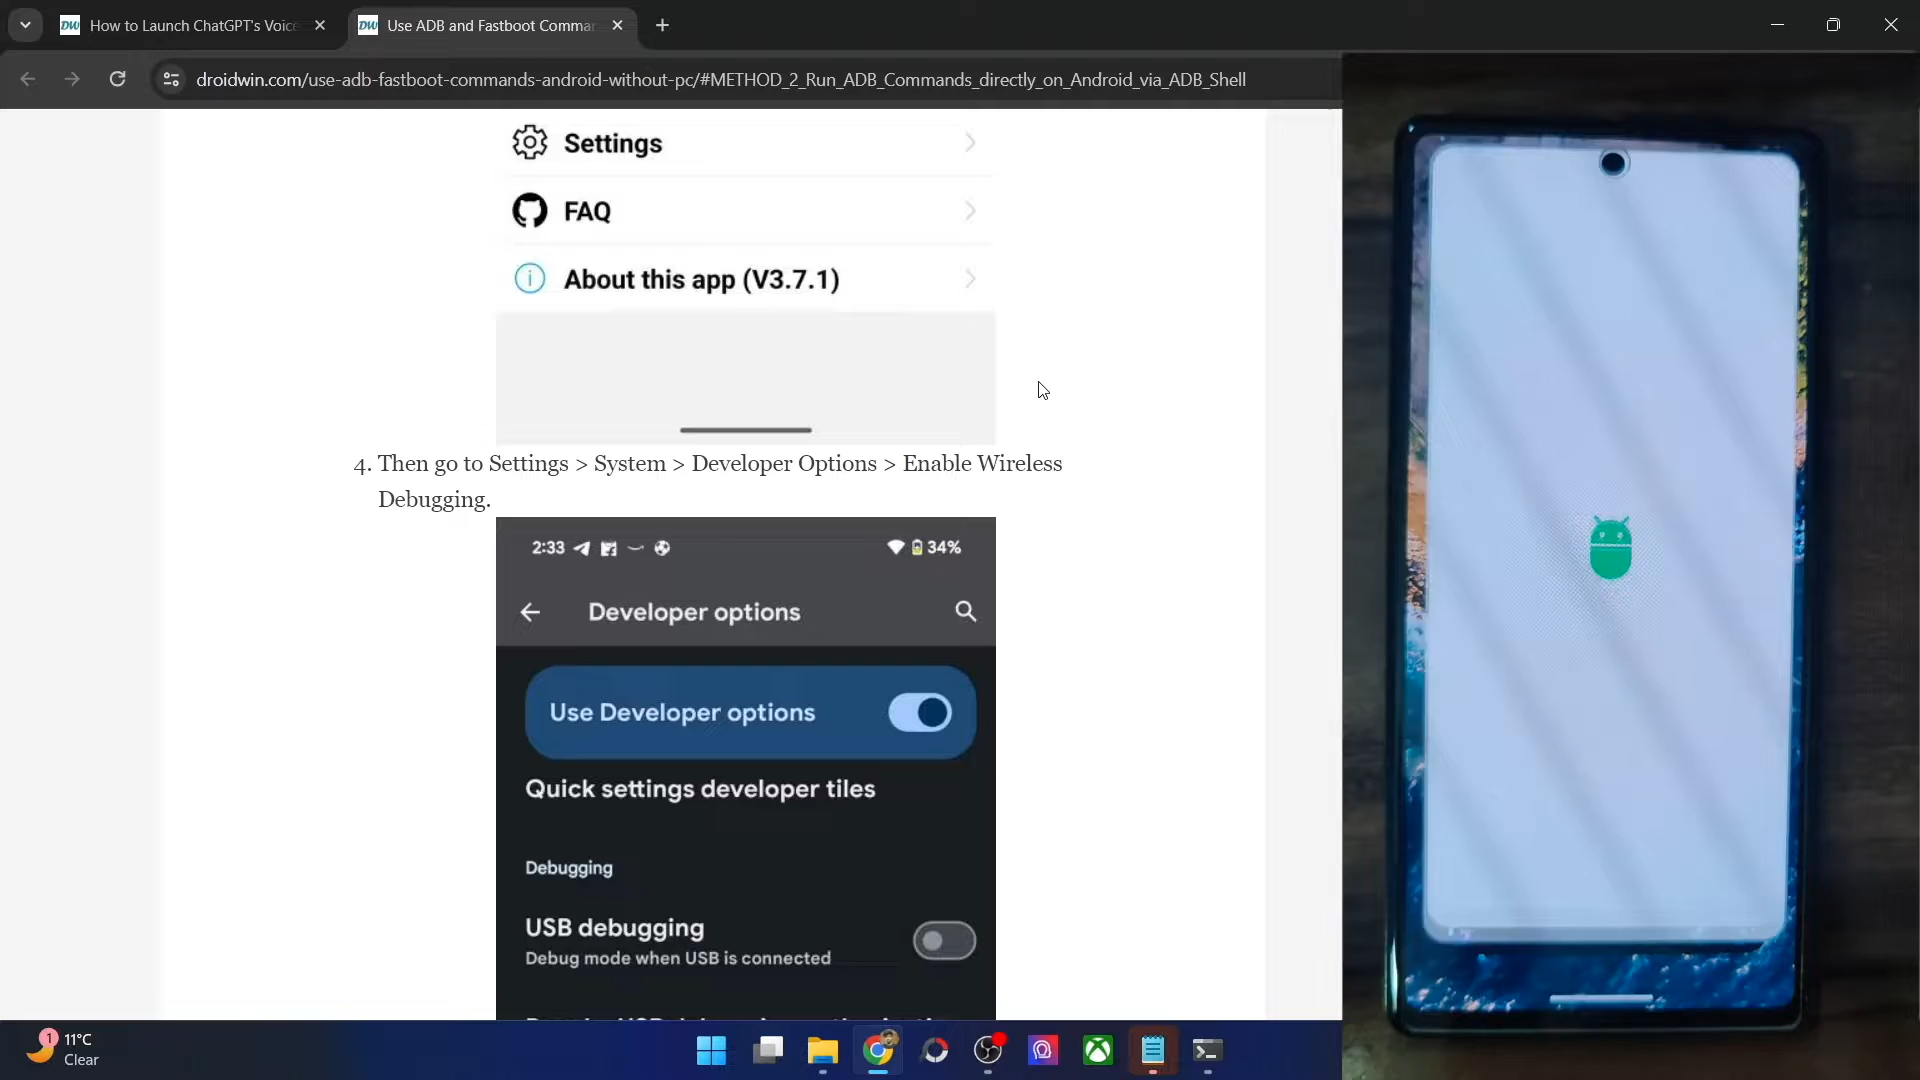 How to Launch ChatGPT's Voice
Use ADB and Fastboot Comma
droidwin.com/use-adb-fastboot-commands-android-without-pc/#METHOD_2_Run_ADB_Commands_directly_on_Android_via_ADB_Shell
Settings
FAQ
About this app (V3.7.1)
4. Then go to Settings > System > Developer Options > Enable Wireless
Debugging.
2:33
34%
Developer options
Use Developer options
Quick settings developer tiles
Debugging
USB debugging
Debug mode when USB is connected
1
11°C
Clear